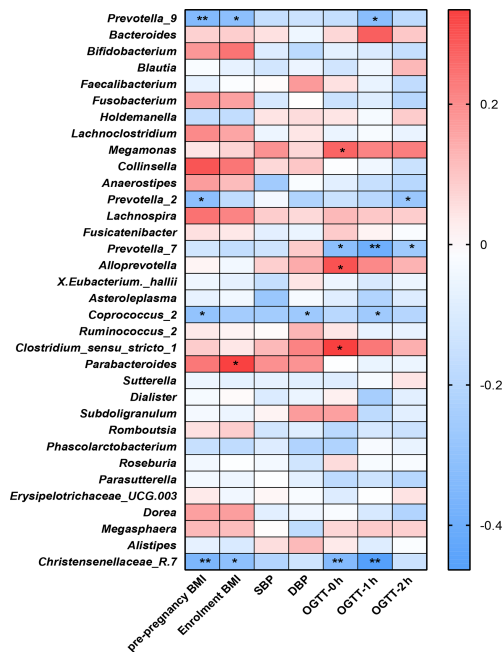 Prevotella_9 ** * *
Bacteroides
Bifidobacterium
Blautia
Faecalibacterium
Fusobacterium
Holdemanella
Lachnoclostridium
Megamonas *
Collinsella
Anaerostipes
Prevotella_2 * *
Lachnospira
Fusicatenibacter
Prevotella_7 * ** *
Alloprevotella *
X.Eubacterium._hallii
Asteroleplasma
Coprococcus_2 * * *
Ruminococcus_2
Clostridium_sensu_stricto_1 *
Parabacteroides *
Sutterella
Dialister
Subdoligranulum
Romboutsia
Phascolarctobacterium
Roseburia
Parasutterella
Erysipelotrichaceae_UCG.003
Dorea
Megasphaera
Alistipes
Christensenellaceae_R.7 ** * ** **
pre-pregnancy BMI
Enrolment BMI
SBP
DBP
OGTT-0h
OGTT-1h
OGTT-2h
0.2
0
-0.2
-0.4